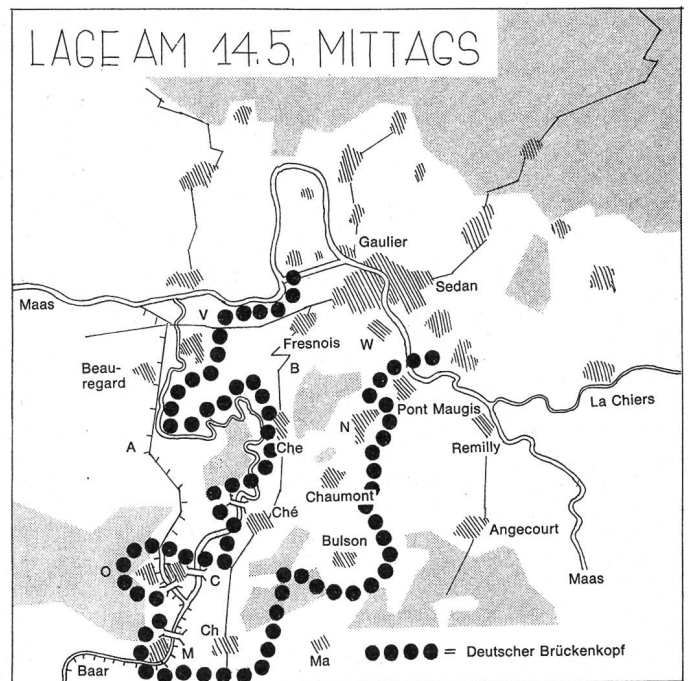 LAGE AM 14.5. MITTAGS
Gaulier
Sedan
Maas
V
Fresnois
W
Beau-
regard
B
La Chiers
Pont Maugis
N
A
Che
Remilly
Chaumont
Ché
Angecourt
Bulson
O
C
Maas
Ch
M
Ma
Baar
= Deutscher Brückenkopf